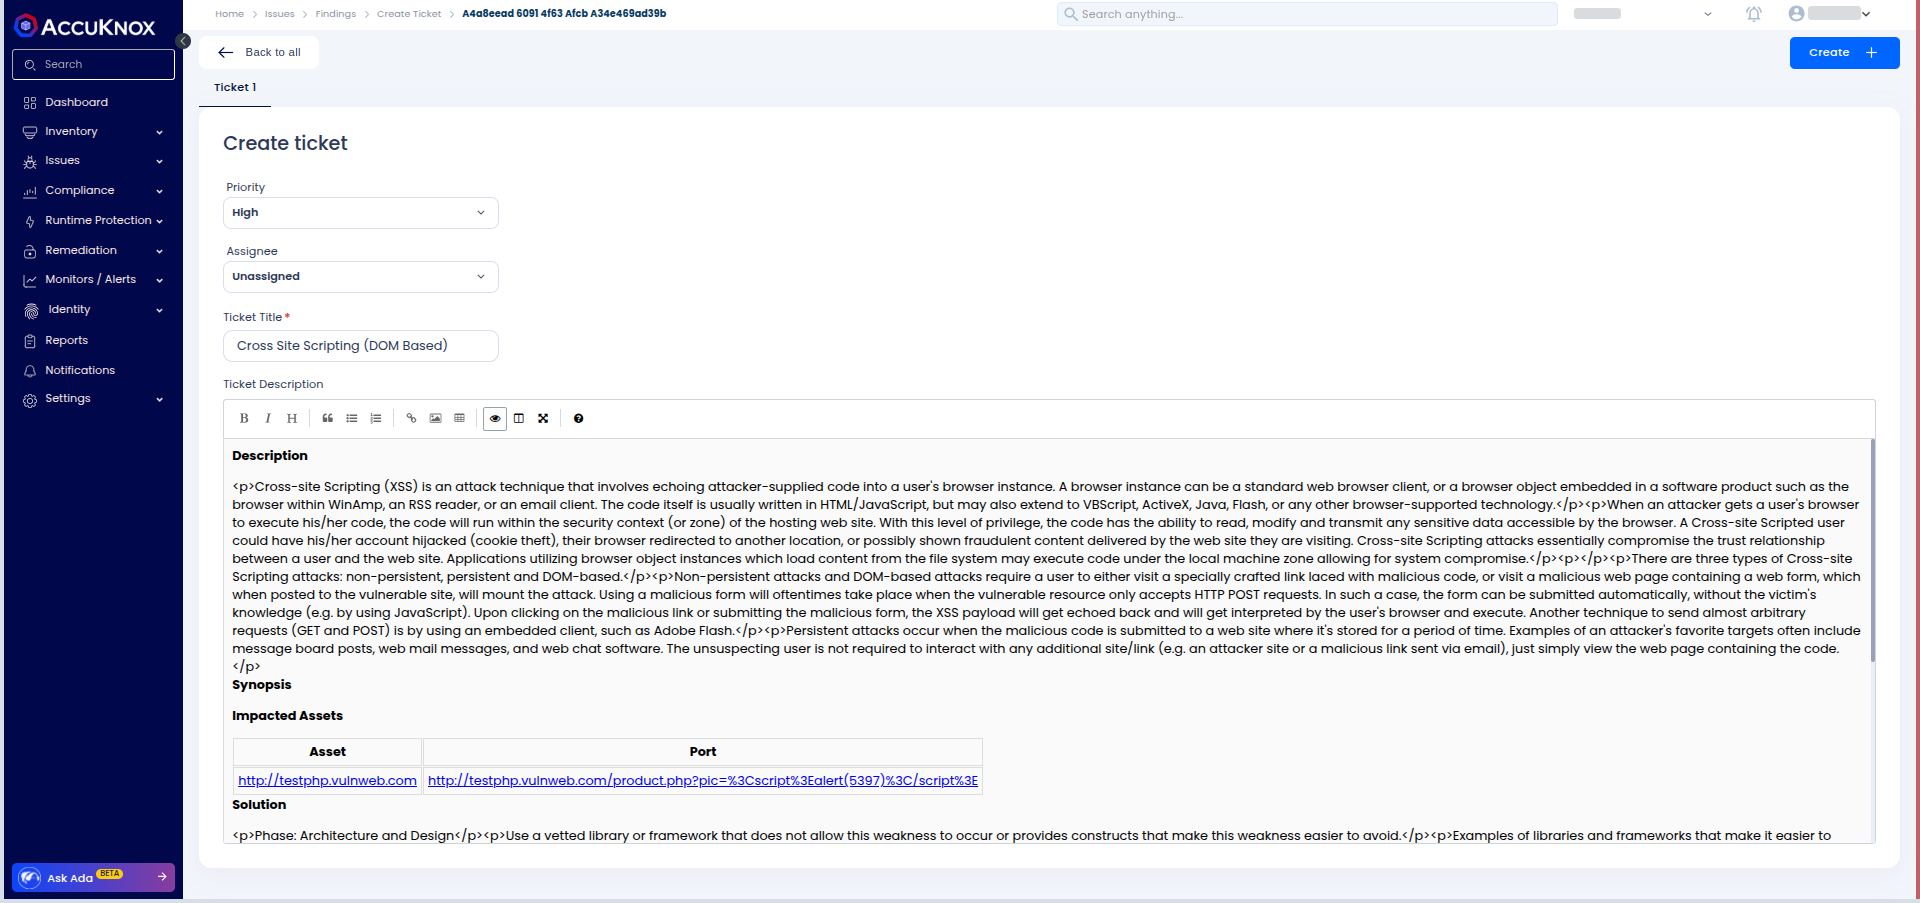 ACCUKNOX
Home > Issues > Findings > Create Ticket > A4a8eead 6091 4f63 Afcb A34e469ad39b
Search anything...
Search
Dashboard
Inventory
Issues
Compliance
Runtime Protection
Remediation
Monitors / Alerts
Identity
Reports
Notifications
Settings
Ask Ada BETA
Back to all
Create +
Ticket 1
Create ticket
Priority
High
Assignee
Unassigned
Ticket Title *
Cross Site Scripting (DOM Based)
Ticket Description
B I H
Description
<p>Cross-site Scripting (XSS) is an attack technique that involves echoing attacker-supplied code into a user's browser instance. A browser instance can be a standard web browser client, or a browser object embedded in a software product such as the
browser within WinAmp, an RSS reader, or an email client. The code itself is usually written in HTML/JavaScript, but may also extend to VBScript, ActiveX, Java, Flash, or any other browser-supported technology.</p><p>When an attacker gets a user's browser
to execute his/her code, the code will run within the security context (or zone) of the hosting web site. With this level of privilege, the code has the ability to read, modify and transmit any sensitive data accessible by the browser. A Cross-site Scripted user
could have his/her account hijacked (cookie theft), their browser redirected to another location, or possibly shown fraudulent content delivered by the web site they are visiting. Cross-site Scripting attacks essentially compromise the trust relationship
between a user and the web site. Applications utilizing browser object instances which load content from the file system may execute code under the local machine zone allowing for system compromise.</p><p></p><p>There are three types of Cross-site
Scripting attacks: non-persistent, persistent and DOM-based.</p><p>Non-persistent attacks and DOM-based attacks require a user to either visit a specially crafted link laced with malicious code, or visit a malicious web page containing a web form, which
when posted to the vulnerable site, will mount the attack. Using a malicious form will oftentimes take place when the vulnerable resource only accepts HTTP POST requests. In such a case, the form can be submitted automatically, without the victim's
knowledge (e.g. by using JavaScript). Upon clicking on the malicious link or submitting the malicious form, the XSS payload will get echoed back and will get interpreted by the user's browser and execute. Another technique to send almost arbitrary
requests (GET and POST) is by using an embedded client, such as Adobe Flash.</p><p>Persistent attacks occur when the malicious code is submitted to a web site where it's stored for a period of time. Examples of an attacker's favorite targets often include
message board posts, web mail messages, and web chat software. The unsuspecting user is not required to interact with any additional site/link (e.g. an attacker site or a malicious link sent via email), just simply view the web page containing the code.
</p>
Synopsis
Impacted Assets
Asset Port
http://testphp.vulnweb.com http://testphp.vulnweb.com/product.php?pic=%3Cscript%3Ealert(5397)%3C/script%3E
Solution
<p>Phase: Architecture and Design</p><p>Use a vetted library or framework that does not allow this weakness to occur or provides constructs that make this weakness easier to avoid.</p><p>Examples of libraries and frameworks that make it easier to